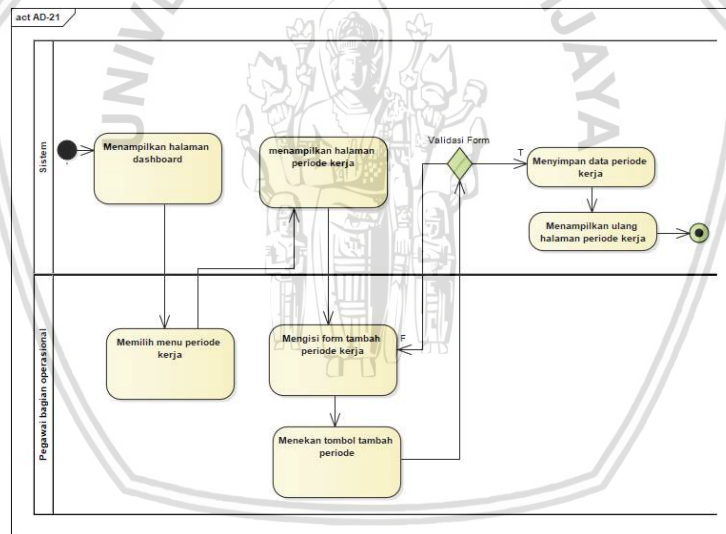 act AD-21
UNIVE
IJAYA
Sistem
Menampilkan halaman
dashboard
menampilkan halaman
periode kerja
Validasi Form
T
Menyimpan data periode
kerja
Menampilkan ulang
halaman periode kerja
Pegawai bagian operasional
Memilih menu periode
kerja
Mengisi form tambah
periode kerja
F
Menekan tombol tambah
periode